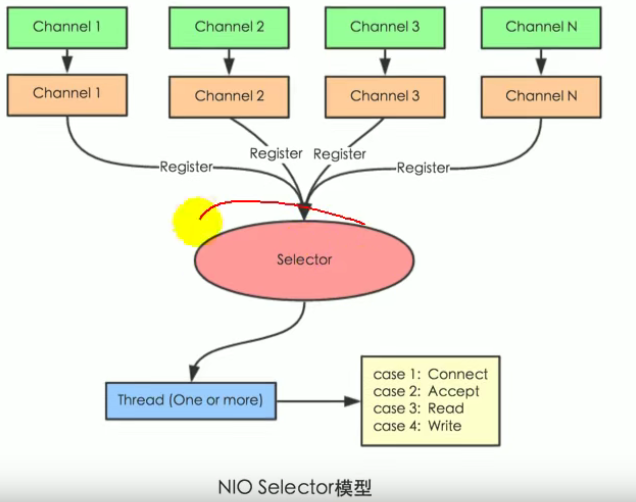 Channel 1
Channel 2
Channel 3
Channel N
Channel 1
Channel 2
Channel 3
Channel N
Register
Register
Register
Register
Selector
Thread (One or more)
case 1: Connect
case 2: Accept
case 3: Read
case 4: Write
NIO Selector模型